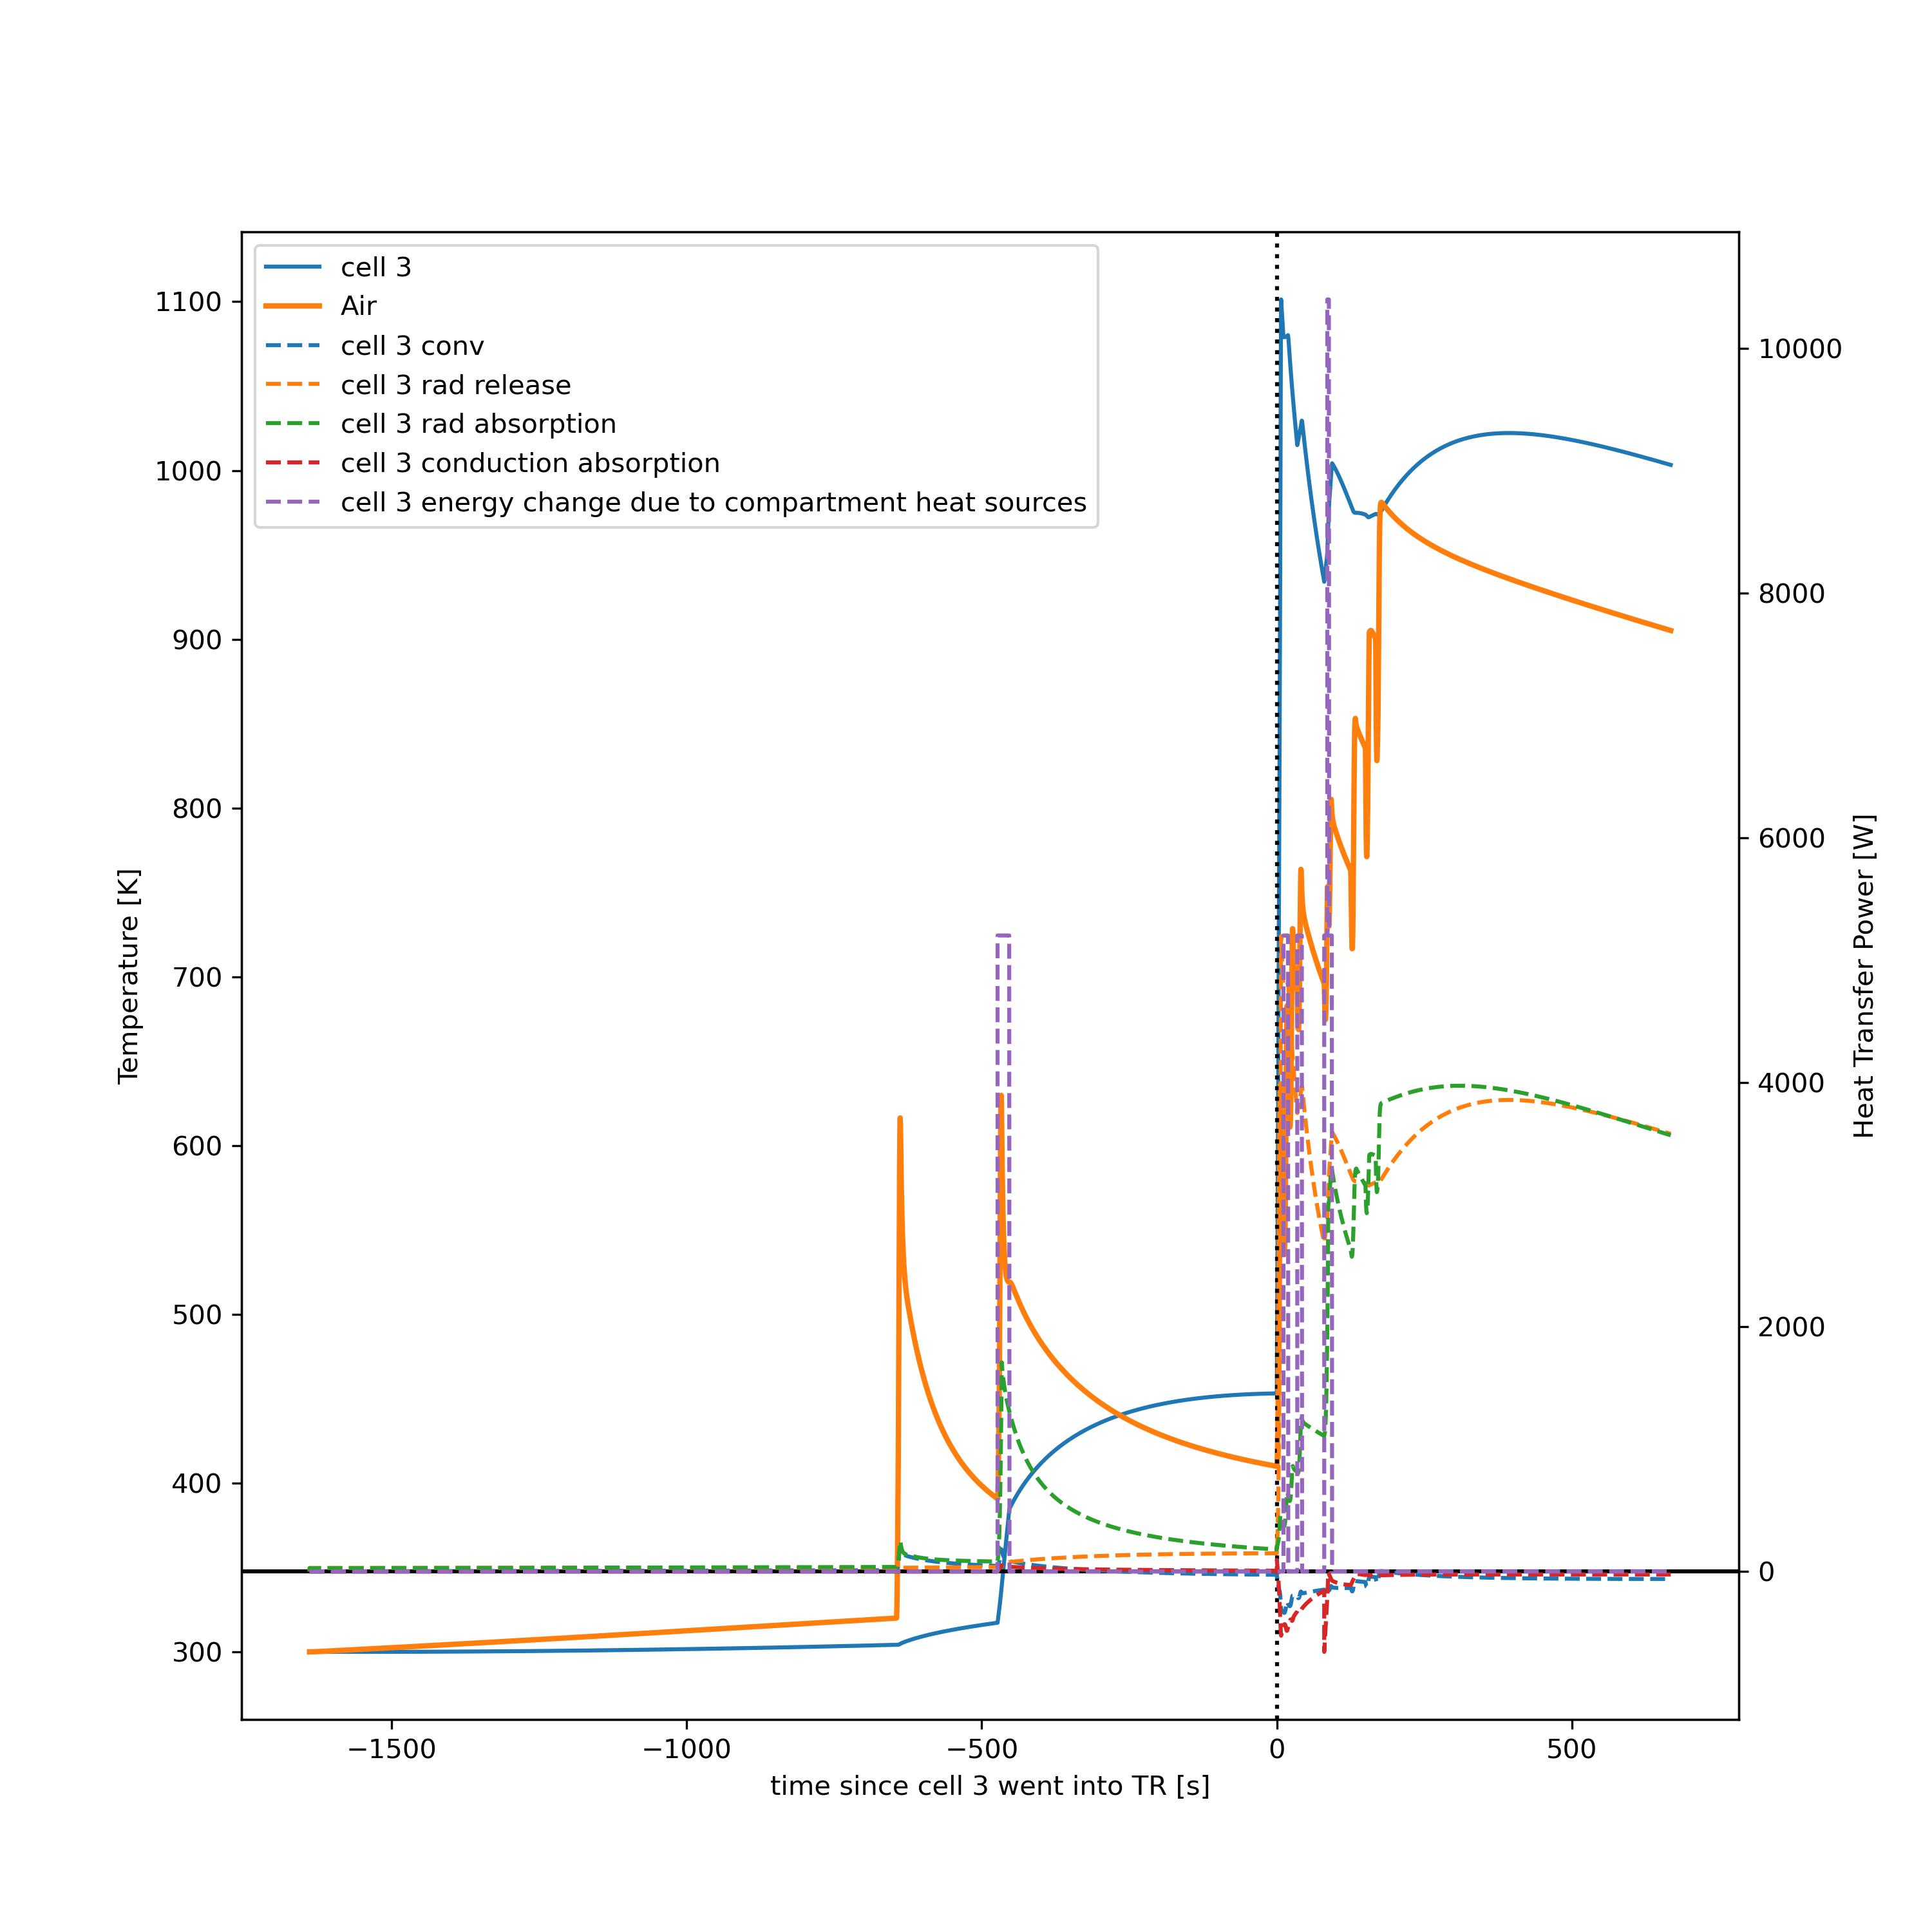 cell 3
Air
cell 3 conv
cell 3 rad release
cell 3 rad absorption
cell 3 conduction absorption
cell 3 energy change due to compartment heat sources
1100
1000
900
800
700
600
500
400
300
Temperature [K]
10000
8000
6000
4000
2000
0
Heat Transfer Power [W]
−1500
−1000
−500
0
500
time since cell 3 went into TR [s]